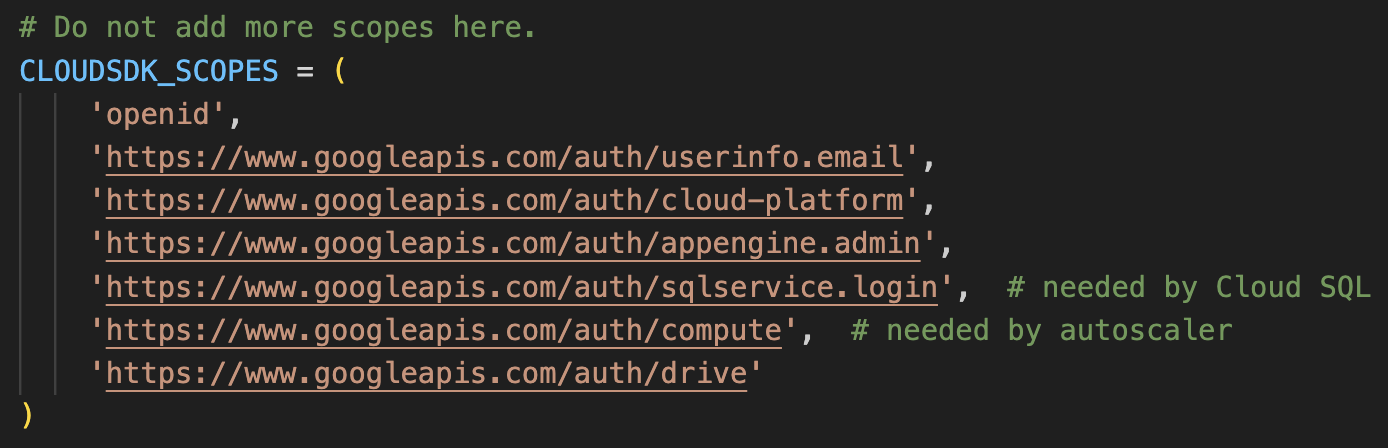 # Do not add more scopes here.
CLOUDSDK_SCOPES = (
'openid',
'https://www.googleapis.com/auth/userinfo.email',
'https://www.googleapis.com/auth/cloud-platform',
'https://www.googleapis.com/auth/appengine.admin',
'https://www.googleapis.com/auth/sqlservice.login',  # needed by Cloud SQL
'https://www.googleapis.com/auth/compute',  # needed by autoscaler
'https://www.googleapis.com/auth/drive'
)